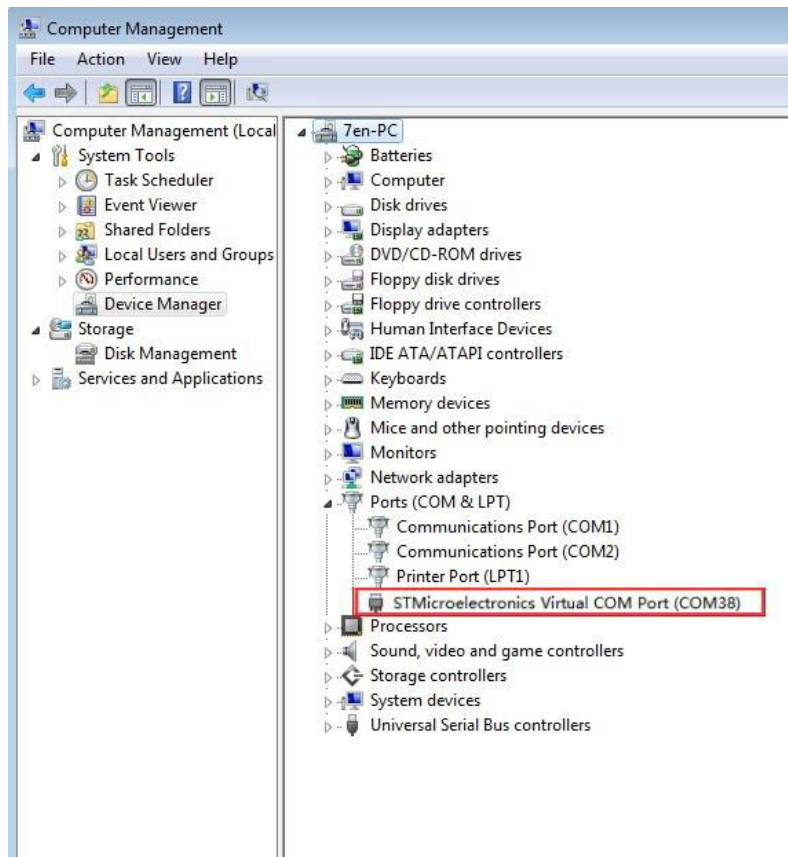 Computer Management
File Action View Help
Computer Management (Local
System Tools
Task Scheduler
Event Viewer
Shared Folders
Local Users and Groups
Performance
Device Manager
Storage
Disk Management
Services and Applications
7en-PC
Batteries
Computer
Disk drives
Display adapters
DVD/CD-ROM drives
Floppy disk drives
Floppy drive controllers
Human Interface Devices
IDE ATA/ATAPI controllers
Keyboards
Memory devices
Mice and other pointing devices
Monitors
Network adapters
Ports (COM & LPT)
Communications Port (COM1)
Communications Port (COM2)
Printer Port (LPT1)
STMicroelectronics Virtual COM Port (COM38)
Processors
Sound, video and game controllers
Storage controllers
System devices
Universal Serial Bus controllers